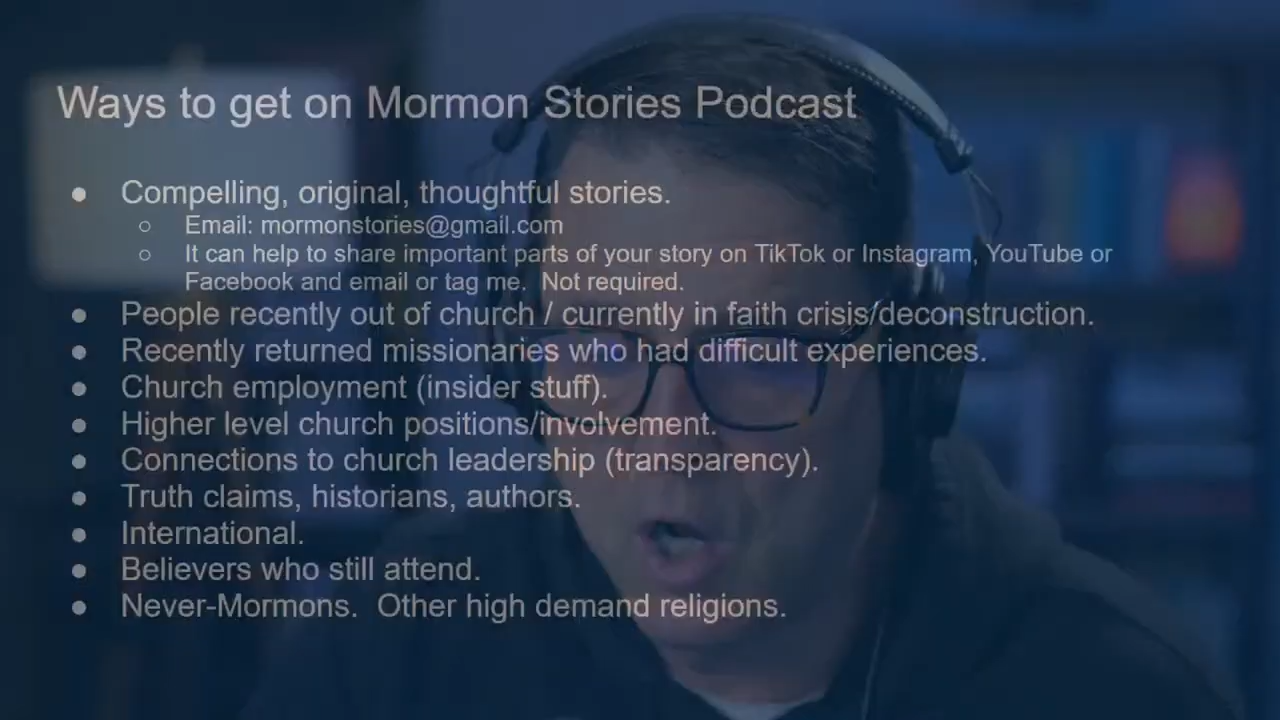 Ways to get on Mormon Stories Podcast
● Compelling, original, thoughtful stories.
○ Email: mormonstories@gmail.com
○ It can help to share important parts of your story on TikTok or Instagram, YouTube or
Facebook and email or tag me.  Not required.
● People recently out of church / currently in faith crisis/deconstruction.
● Recently returned missionaries who had difficult experiences.
● Church employment (insider stuff).
● Higher level church positions/involvement.
● Connections to church leadership (transparency).
● Truth claims, historians, authors.
● International.
● Believers who still attend.
● Never-Mormons.  Other high demand religions.